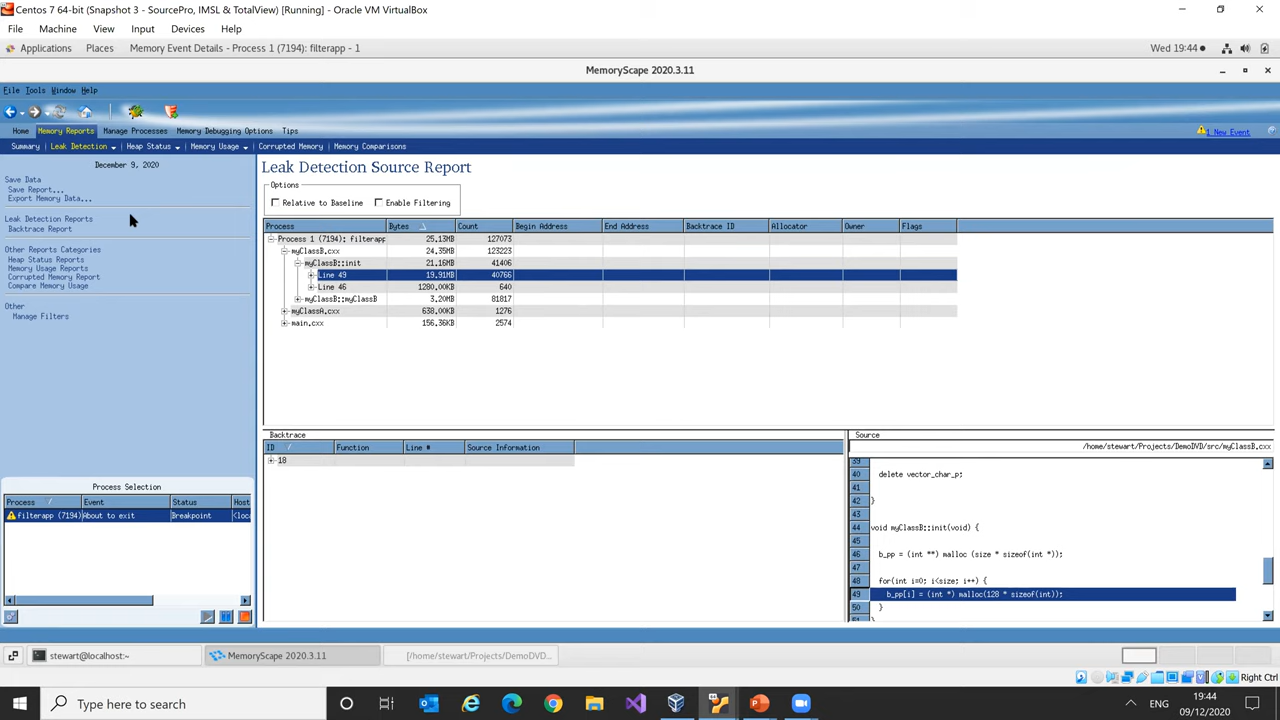 Centos 7 64-bit (Snapshot 3 - SourcePro, IMSL & TotalView) [Running] - Oracle VM VirtualBox
File Machine View Input Devices Help
Applications Places Memory Event Details - Process 1 (7194): filterapp - 1 Wed 19:44
MemoryScape 2020.3.11
File Tools Window Help
Home Memory Reports Manage Processes Memory Debugging Options Tips 1 New Event
Summary Leak Detection Heap Status Memory Usage Corrupted Memory Memory Comparisons
December 9, 2020
Save Data
Save Report...
Export Memory Data...
Leak Detection Reports
Backtrace Report
Other Reports Categories
Heap Status Reports
Memory Usage Reports
Corrupted Memory Report
Compare Memory Usage
Other
Manage Filters
Process Selection
Process Event Status Host
filterapp (7194) About to exit Breakpoint <loca
Leak Detection Source Report
Options
Relative to Baseline Enable Filtering
Process Bytes Count Begin Address End Address Backtrace ID Allocator Owner Flags
Process 1 (7194): filterapp 25.13MB 127073
myClassB.cxx 24.35MB 123223
myClassB::init 21.16MB 41406
Line 49 19.91MB 40766
Line 46 1280.00KB 640
myClassB::myClassB 3.20MB 81817
myClassA.cxx 638.00KB 1276
main.cxx 156.36KB 2574
Backtrace
ID Function Line # Source Information
18
Source
/home/stewart/Projects/DemoDVD/src/myClassB.cxx
39
40 delete vector_char_p;
41
42 }
43
44 void myClassB::init(void) {
45
46 b_pp = (int **) malloc (size * sizeof(int *));
47
48 for(int i=0; i<size; i++) {
49 b_pp[i] = (int *) malloc(128 * sizeof(int));
50 }
stewart@localhost:~ MemoryScape 2020.3.11 [/home/stewart/Projects/DemoDVD...
Right Ctrl
Type here to search
ENG
19:44
09/12/2020